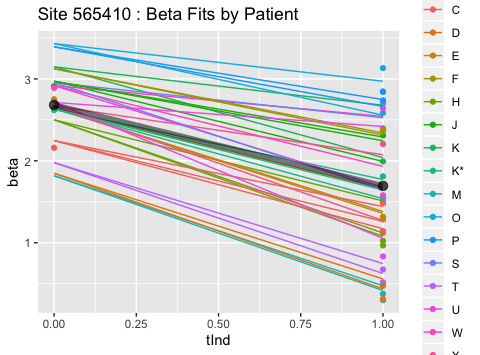 Site 565410 : Beta Fits by Patient
beta
3
2
1
0.00 0.25 0.50 0.75 1.00
tInd
C
D
E
F
H
J
K
K*
M
O
P
S
T
U
W